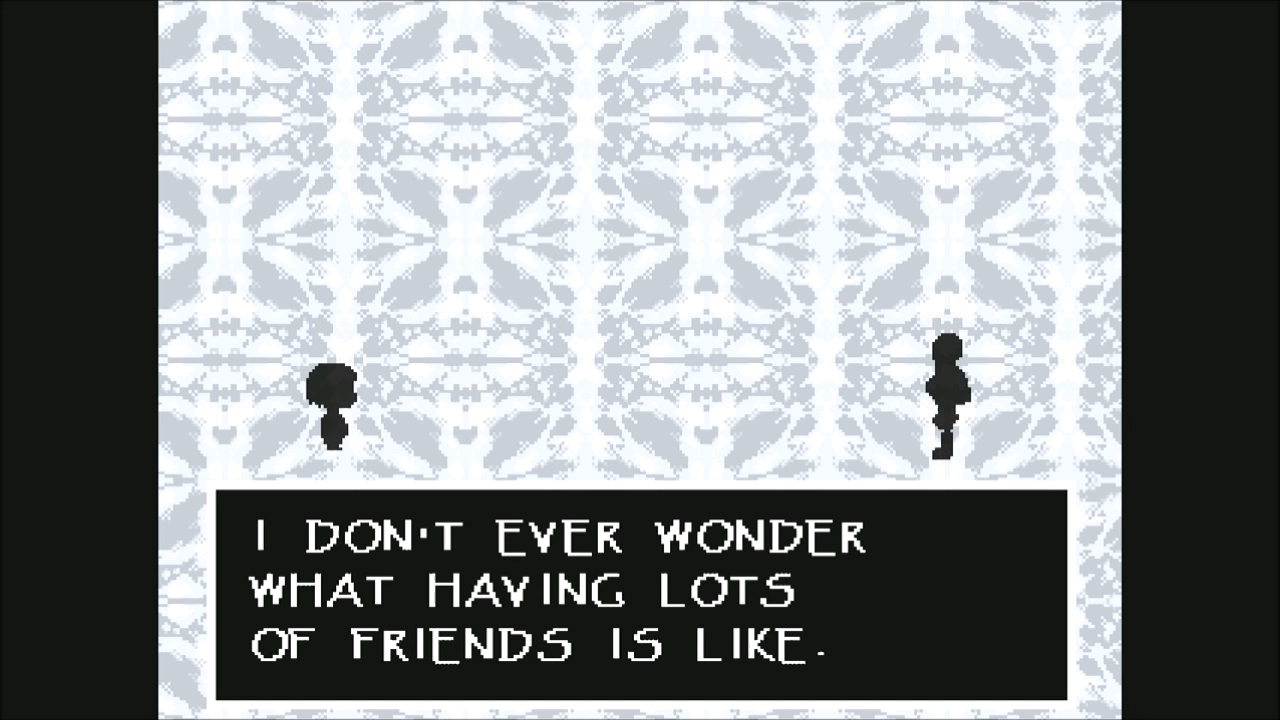 I DON'T EVER WONDER
WHAT HAVING LOTS
OF FRIENDS IS LIKE.